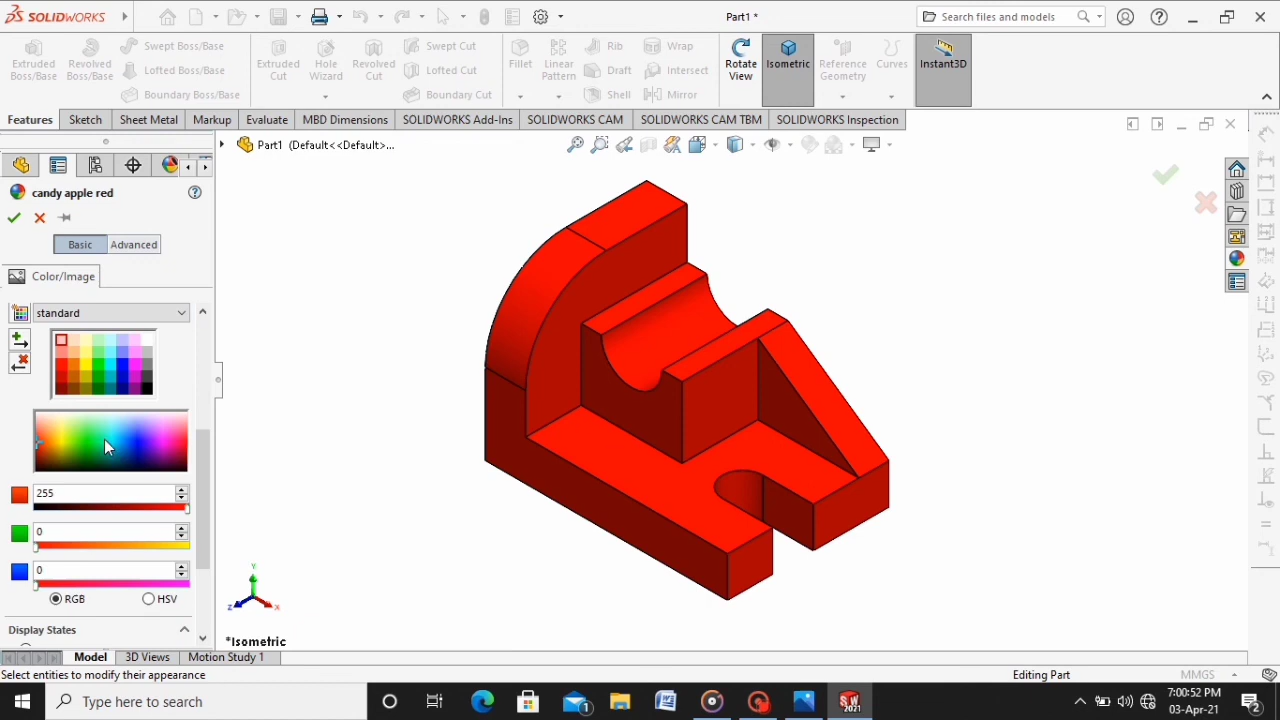 SOLIDWORKS
Part1 *
Search files and models
Extruded Boss/Base
Revolved Boss/Base
Swept Boss/Base
Lofted Boss/Base
Boundary Boss/Base
Extruded Cut
Hole Wizard
Revolved Cut
Swept Cut
Lofted Cut
Boundary Cut
Fillet
Linear Pattern
Rib
Draft
Shell
Wrap
Intersect
Mirror
Rotate View
Isometric
Reference Geometry
Curves
Instant3D
Features
Sketch
Sheet Metal
Markup
Evaluate
MBD Dimensions
SOLIDWORKS Add-Ins
SOLIDWORKS CAM
SOLIDWORKS CAM TBM
SOLIDWORKS Inspection
Part1 (Default<<Default>...
candy apple red
Basic
Advanced
Color/Image
standard
255
0
0
RGB
HSV
Display States
Y
Z
X
*Isometric
Model
3D Views
Motion Study 1
Select entities to modify their appearance
Editing Part
MMGS
Type here to search
1
SW
2021
7:00:52 PM
03-Apr-21
2